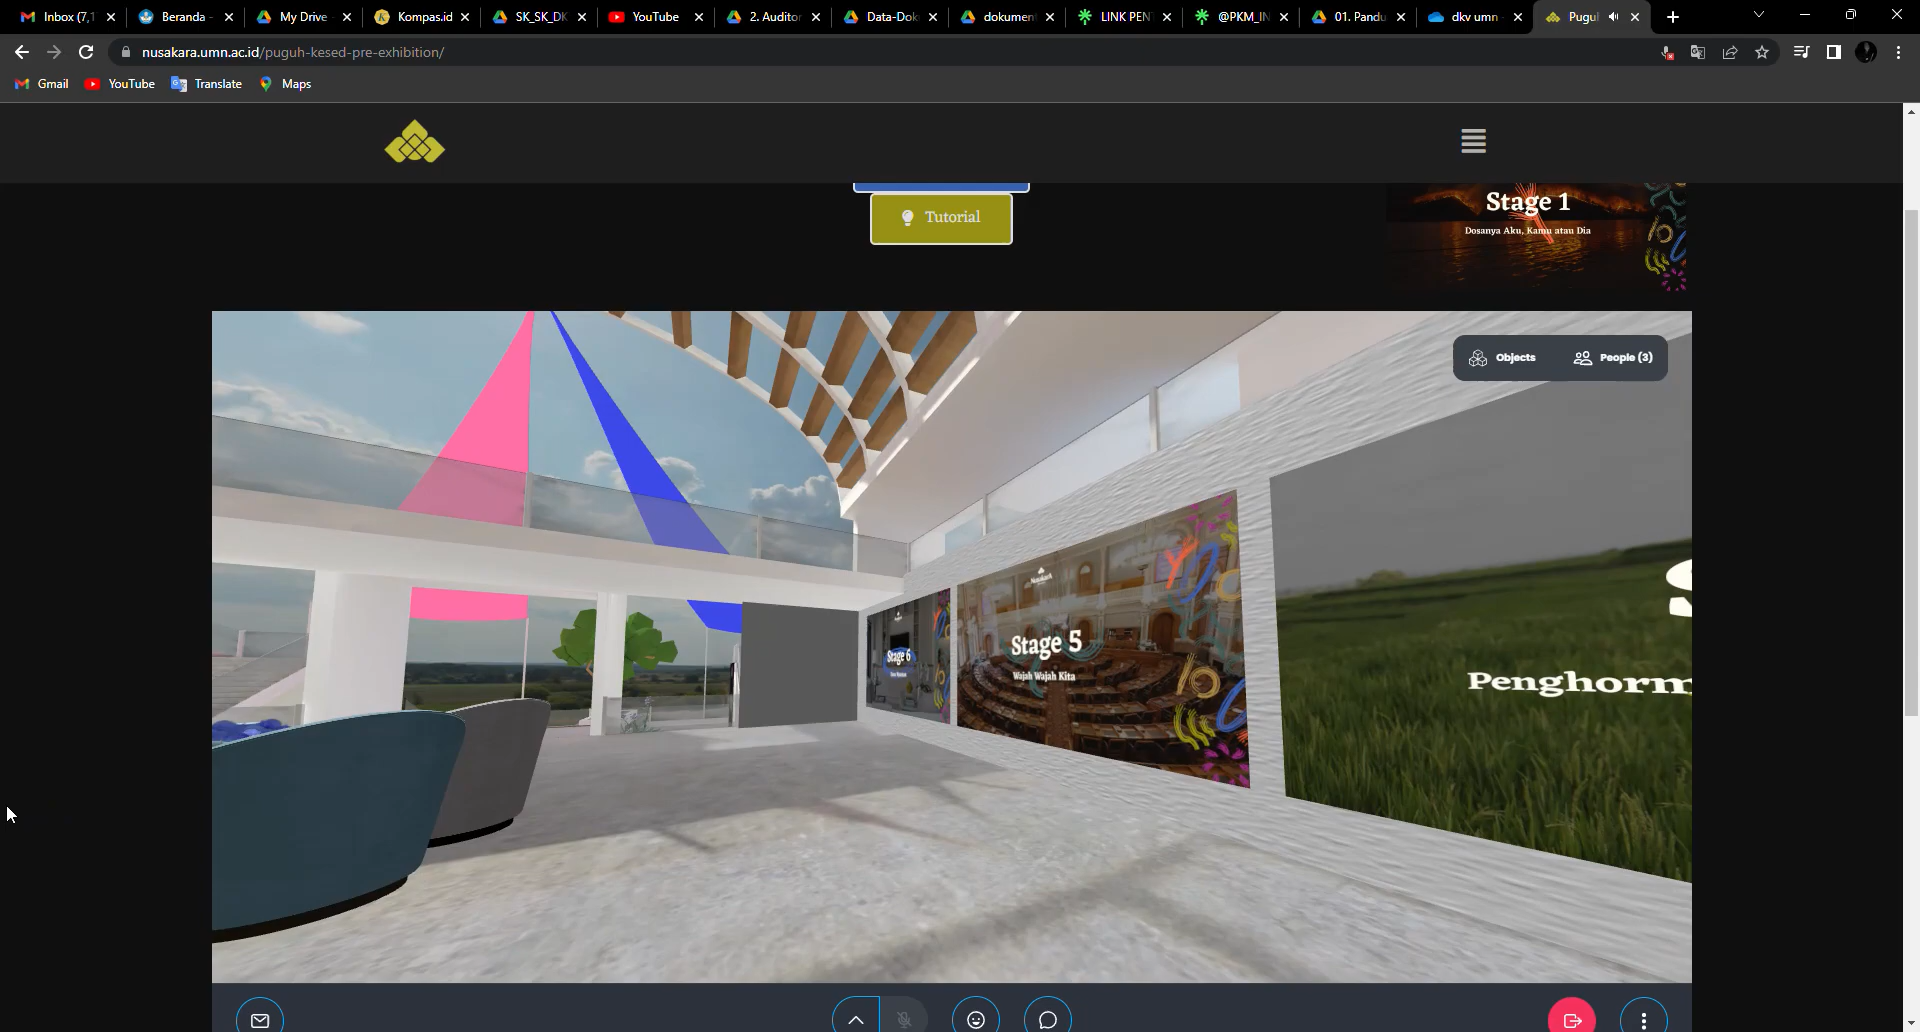 Inbox (7,1
Beranda -
My Drive -
Kompas.id
SK_SK_DK
YouTube
2. Auditor
Data-Dok
dokumen
LINK PEN
@PKM_IN
01. Pandu
dkv umn -
Pugu
nusakara.umn.ac.id/puguh-kesed-pre-exhibition/
Gmail
YouTube
Translate
Maps
Tutorial
Stage 1
Dosanya Aku, Kamu atau Dia
Objects
People (3)
Stage 6
Stage 5
Wajah Wajah Kita
S
Penghorm